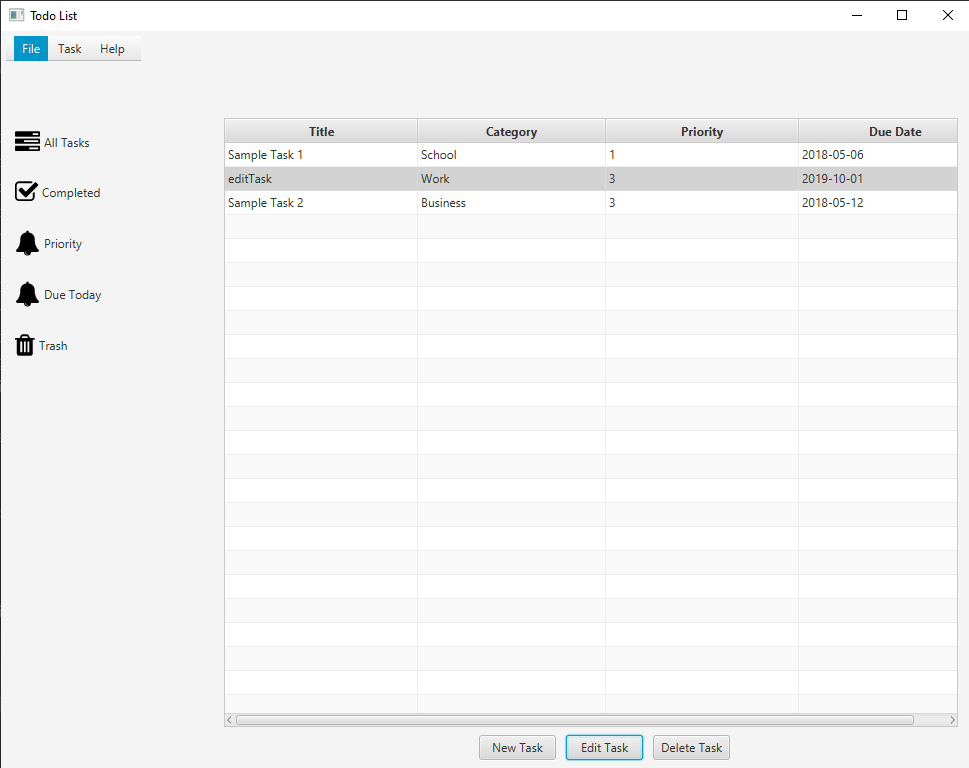 Todo List
File Task Help
All Tasks
Completed
Priority
Due Today
Trash
Title Category Priority Due Date
Sample Task 1 School 1 2018-05-06
editTask Work 3 2019-10-01
Sample Task 2 Business 3 2018-05-12
New Task Edit Task Delete Task